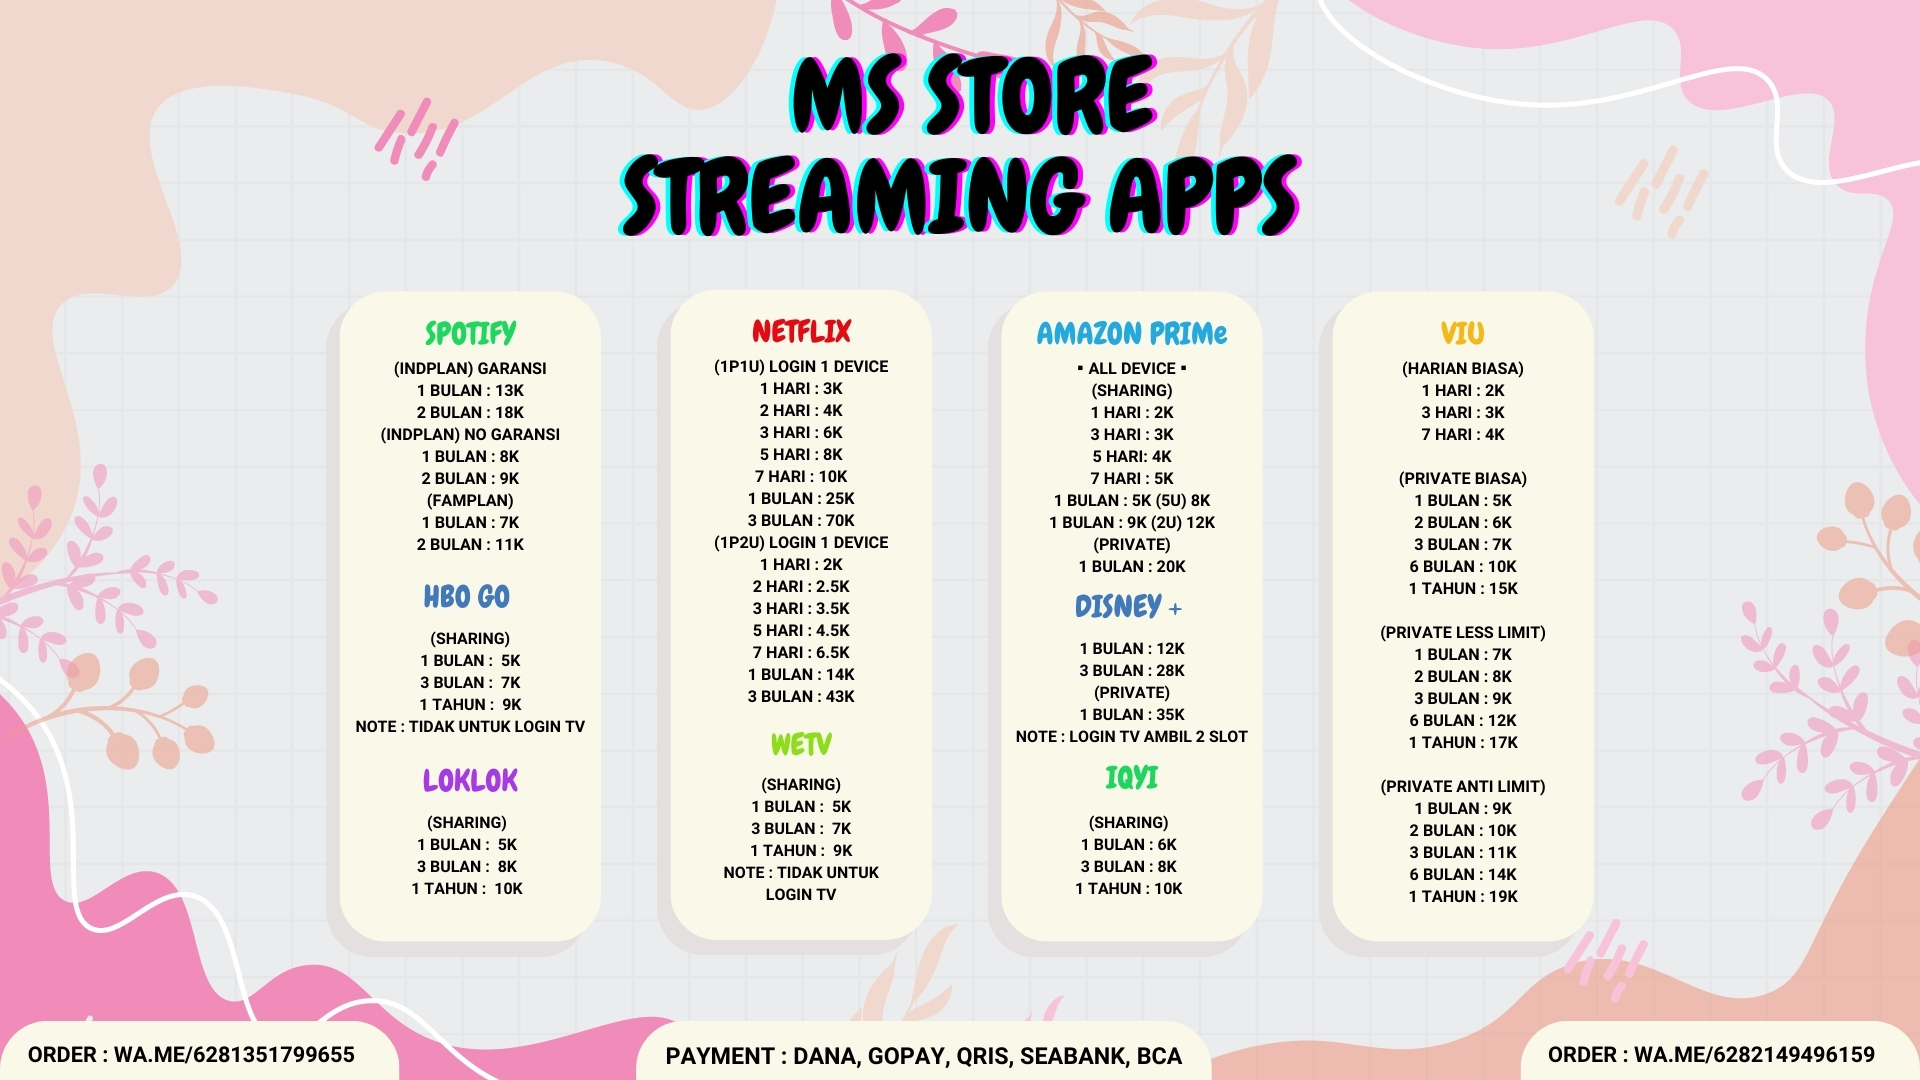 MS STORE
STREAMING APPS
SPOTIFY
(INDPLAN) GARANSI
1 BULAN : 13K
2 BULAN : 18K
(INDPLAN) NO GARANSI
1 BULAN : 8K
2 BULAN : 9K
(FAMPLAN)
1 BULAN : 7K
2 BULAN : 11K
HBO GO
(SHARING)
1 BULAN : 5K
3 BULAN : 7K
1 TAHUN : 9K
NOTE : TIDAK UNTUK LOGIN TV
LOKLOK
(SHARING)
1 BULAN : 5K
3 BULAN : 8K
1 TAHUN : 10K
NETFLIX
(1P1U) LOGIN 1 DEVICE
1 HARI : 3K
2 HARI : 4K
3 HARI : 6K
5 HARI : 8K
7 HARI : 10K
1 BULAN : 25K
3 BULAN : 70K
(1P2U) LOGIN 1 DEVICE
1 HARI : 2K
2 HARI : 2.5K
3 HARI : 3.5K
5 HARI : 4.5K
7 HARI : 6.5K
1 BULAN : 14K
3 BULAN : 43K
WETV
(SHARING)
1 BULAN : 5K
3 BULAN : 7K
1 TAHUN : 9K
NOTE : TIDAK UNTUK
LOGIN TV
AMAZON PRIMe
▪ ALL DEVICE ▪
(SHARING)
1 HARI : 2K
3 HARI : 3K
5 HARI: 4K
7 HARI : 5K
1 BULAN : 5K (5U) 8K
1 BULAN : 9K (2U) 12K
(PRIVATE)
1 BULAN : 20K
DISNEY +
1 BULAN : 12K
3 BULAN : 28K
(PRIVATE)
1 BULAN : 35K
NOTE : LOGIN TV AMBIL 2 SLOT
IQYI
(SHARING)
1 BULAN : 6K
3 BULAN : 8K
1 TAHUN : 10K
VIU
(HARIAN BIASA)
1 HARI : 2K
3 HARI : 3K
7 HARI : 4K
(PRIVATE BIASA)
1 BULAN : 5K
2 BULAN : 6K
3 BULAN : 7K
6 BULAN : 10K
1 TAHUN : 15K
(PRIVATE LESS LIMIT)
1 BULAN : 7K
2 BULAN : 8K
3 BULAN : 9K
6 BULAN : 12K
1 TAHUN : 17K
(PRIVATE ANTI LIMIT)
1 BULAN : 9K
2 BULAN : 10K
3 BULAN : 11K
6 BULAN : 14K
1 TAHUN : 19K
ORDER : WA.ME/6281351799655
PAYMENT : DANA, GOPAY, QRIS, SEABANK, BCA
ORDER : WA.ME/6282149496159